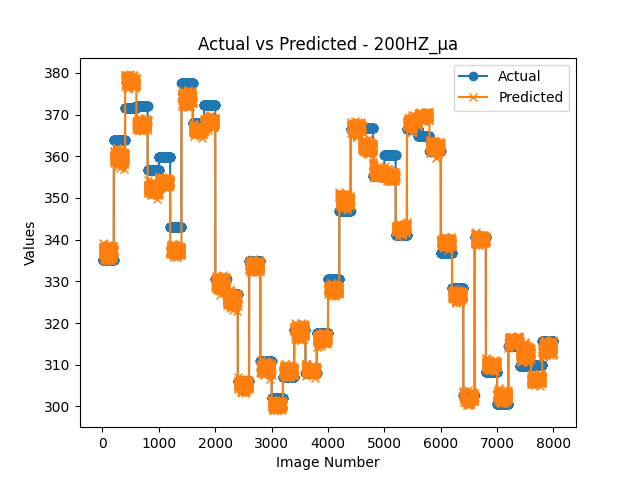 Actual vs Predicted - 200HZ_μa
Actual
Predicted
Values
380
370
360
350
340
330
320
310
300
0 1000 2000 3000 4000 5000 6000 7000 8000
Image Number